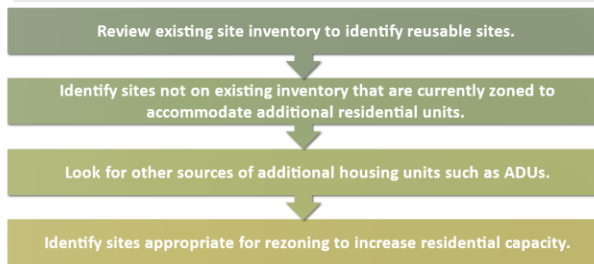 Review existing site inventory to identify reusable sites.
Identify sites not on existing inventory that are currently zoned to
accommodate additional residential units.
Look for other sources of additional housing units such as ADUs.
Identify sites appropriate for rezoning to increase residential capacity.